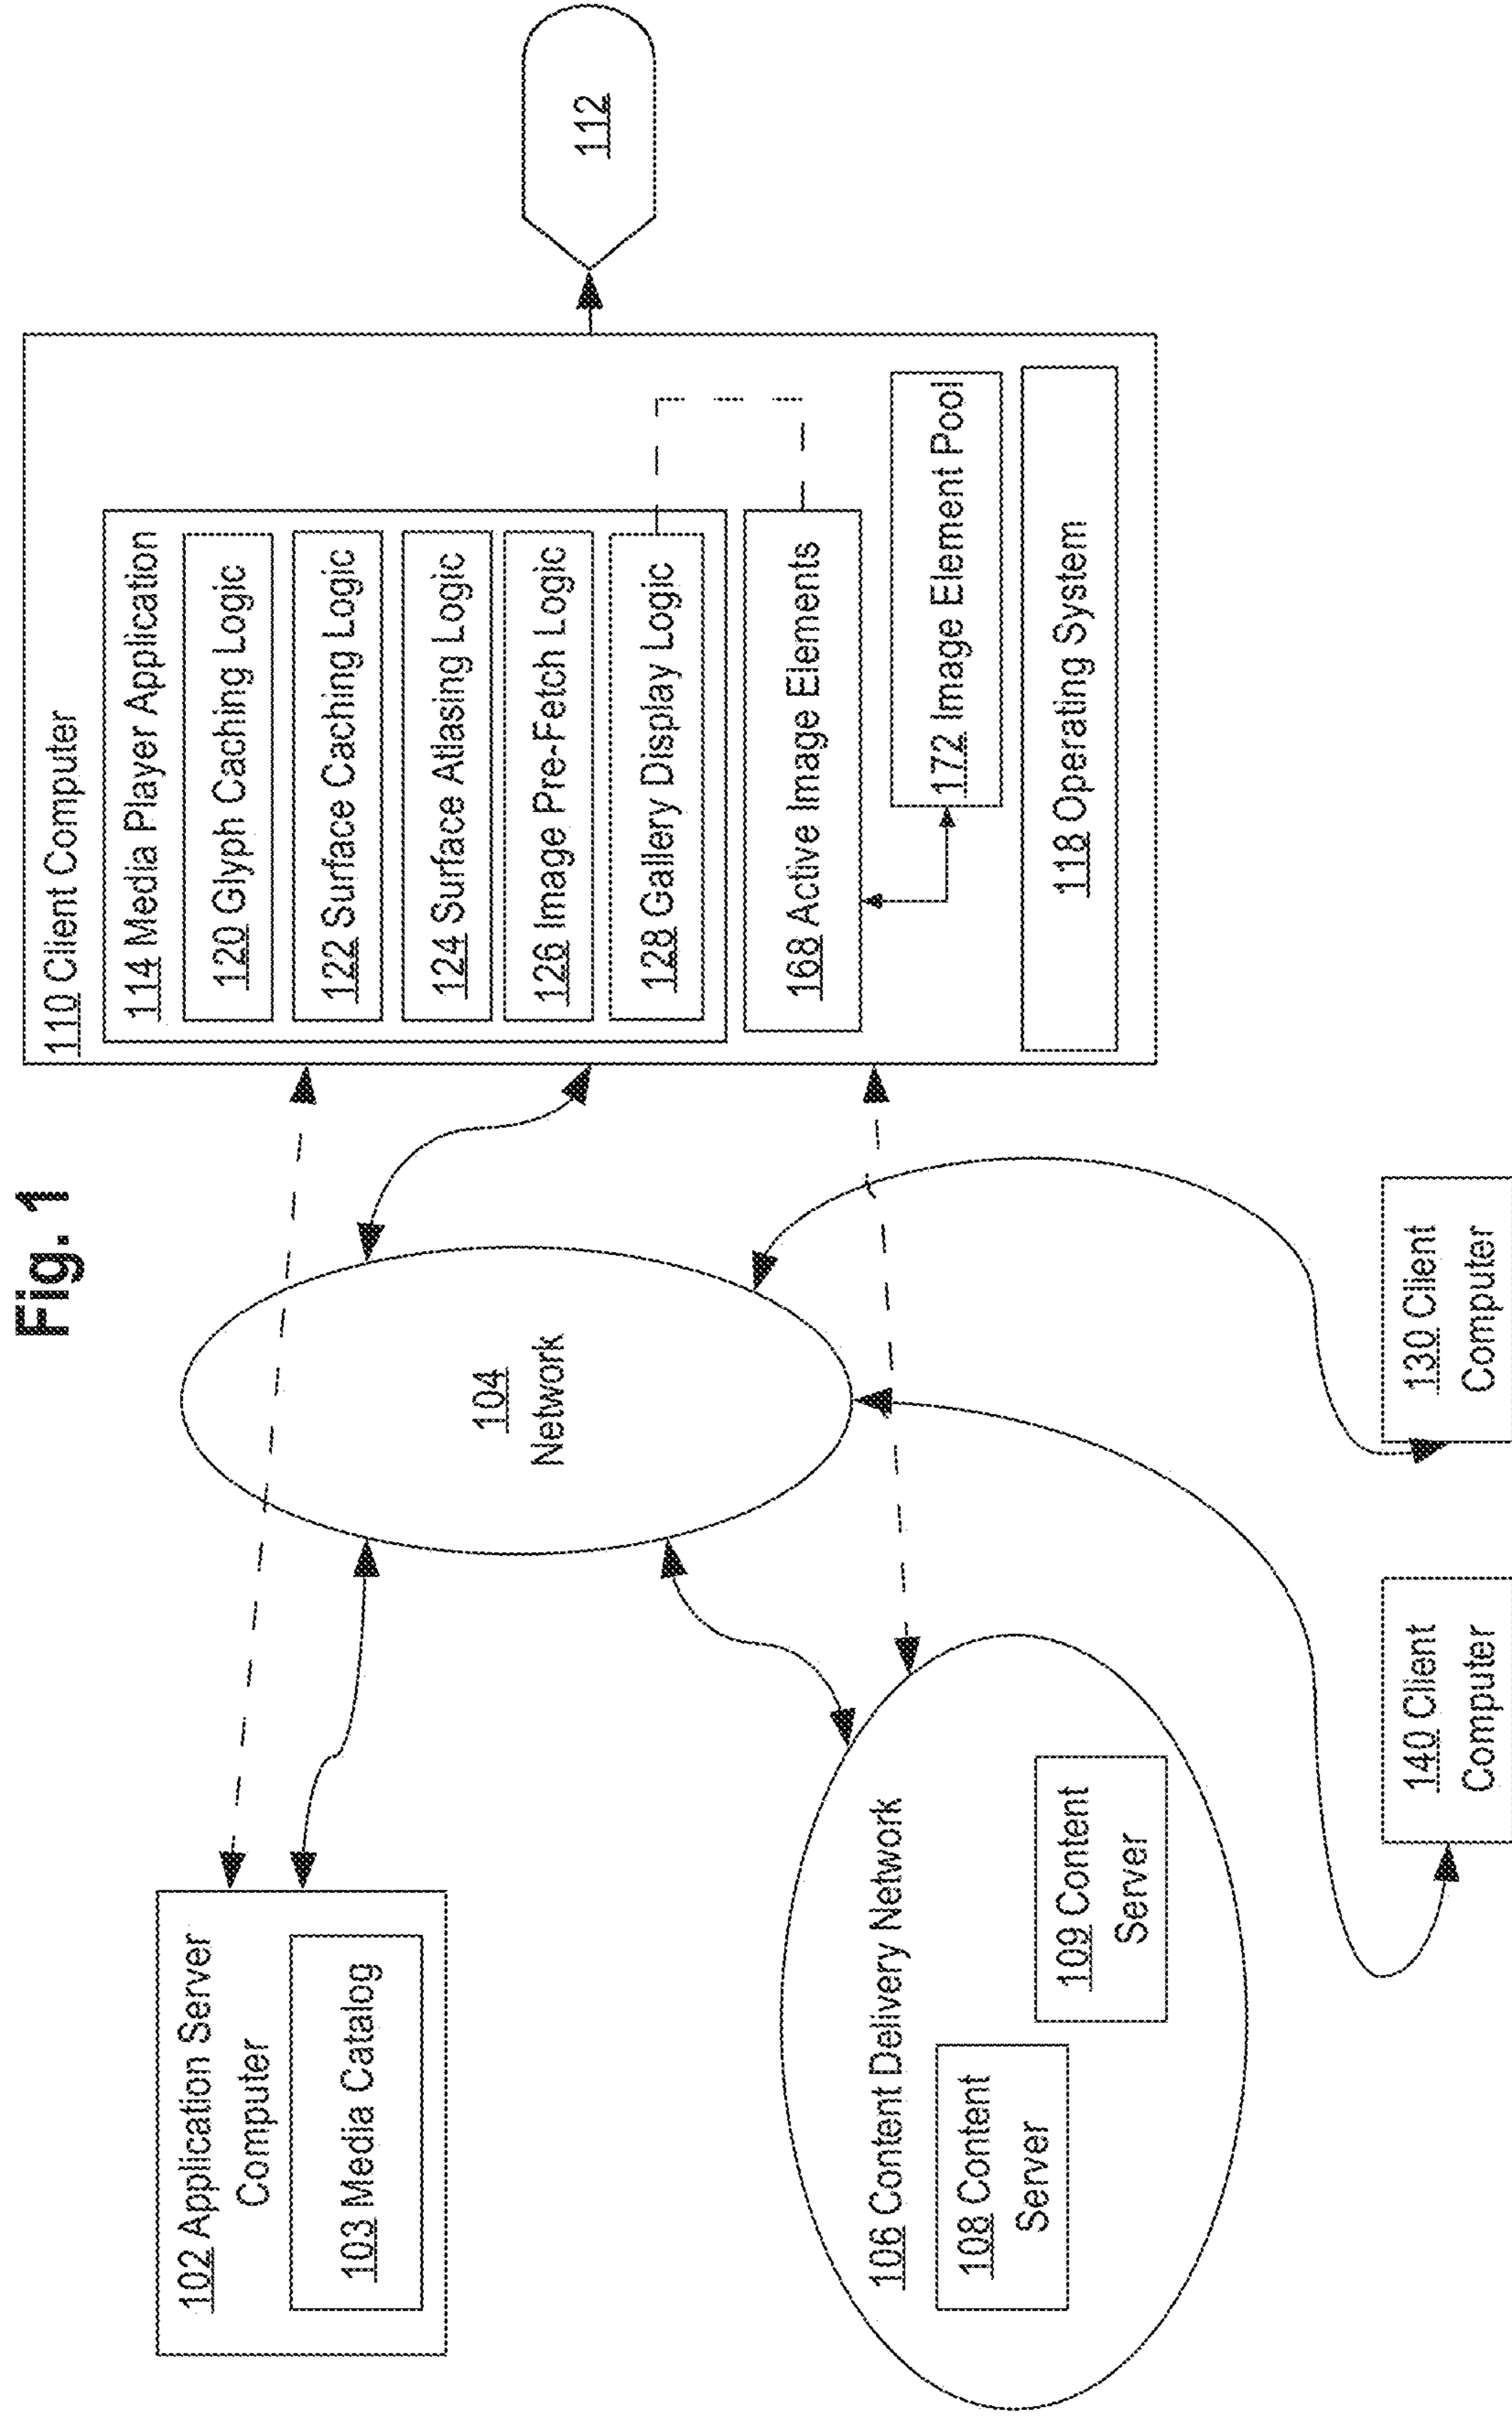 Fig. 1
102 Application Server
Computer
103 Media Catalog
104
Network
106 Content Delivery Network
108 Content
Server
109 Content
Server
110 Client Computer
114 Media Player Application
120 Glyph Caching Logic
122 Surface Caching Logic
124 Surface Atlasing Logic
126 Image Pre-Fetch Logic
128 Gallery Display Logic
168 Active Image Elements
172 Image Element Pool
118 Operating System
112
140 Client
Computer
130 Client
Computer